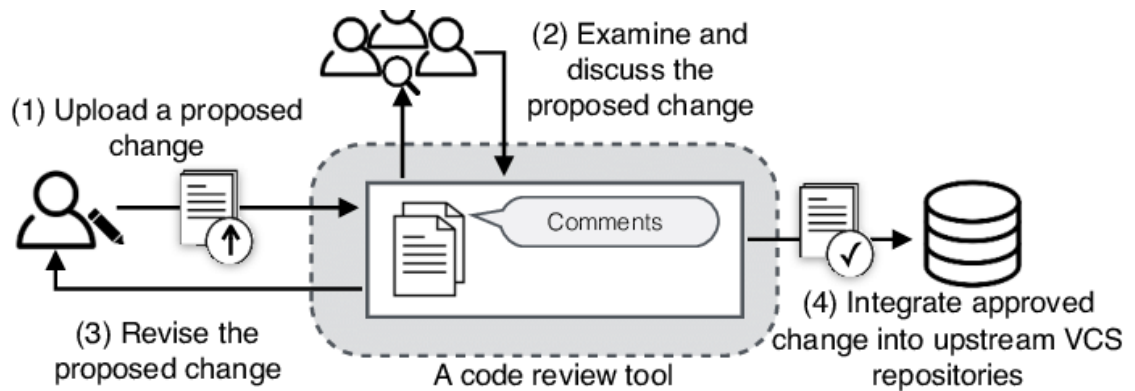 (1) Upload a proposed
change
(2) Examine and
discuss the
proposed change
Comments
(3) Revise the
proposed change
(4) Integrate approved
change into upstream VCS
repositories
A code review tool